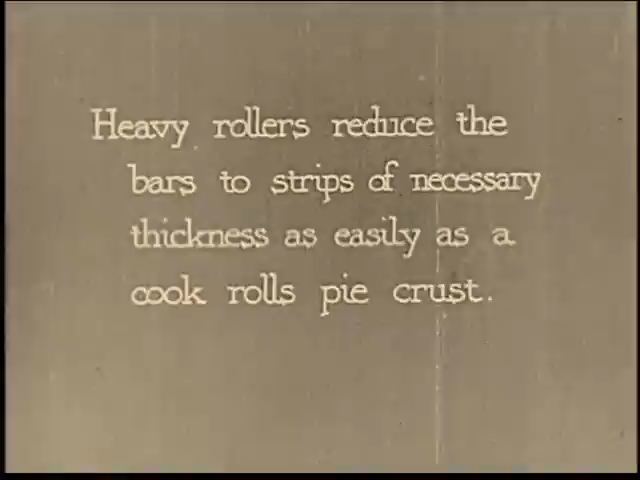 Heavy rollers reduce the
bars to strips of necessary
thickness as easily as a
cook rolls pie crust.